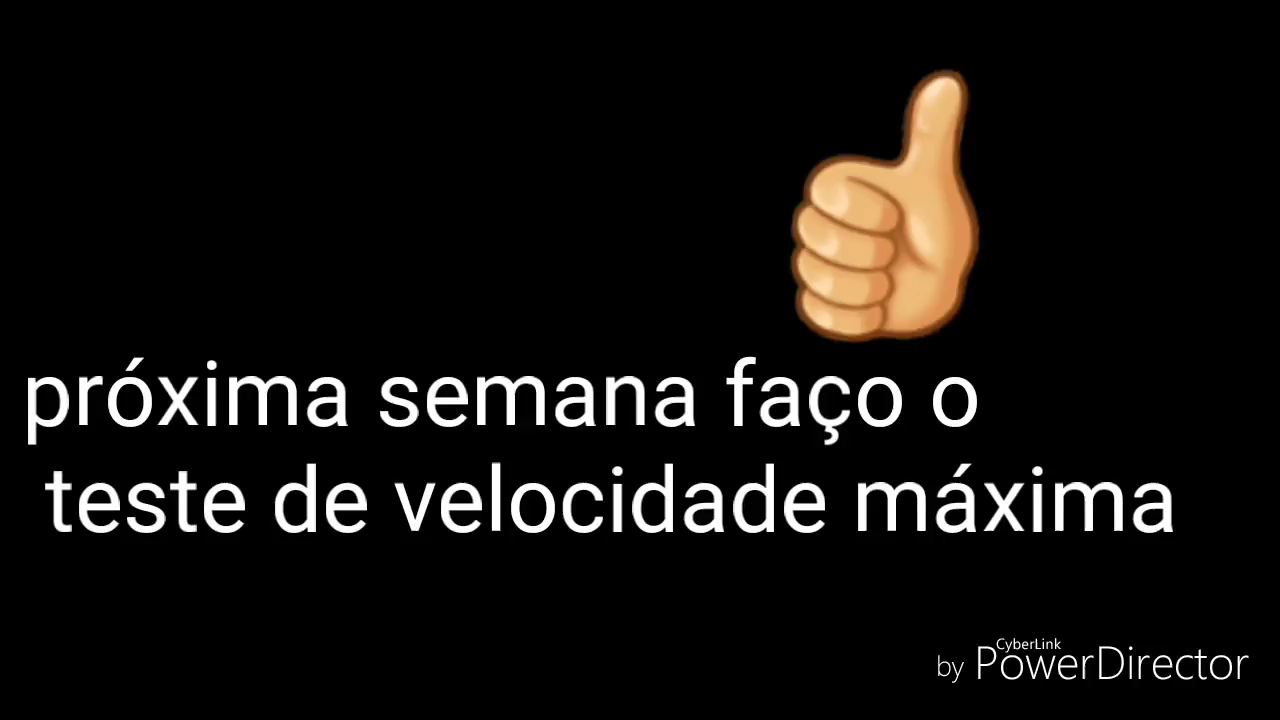 próxima semana faço o
teste de velocidade máxima
CyberLink
by PowerDirector